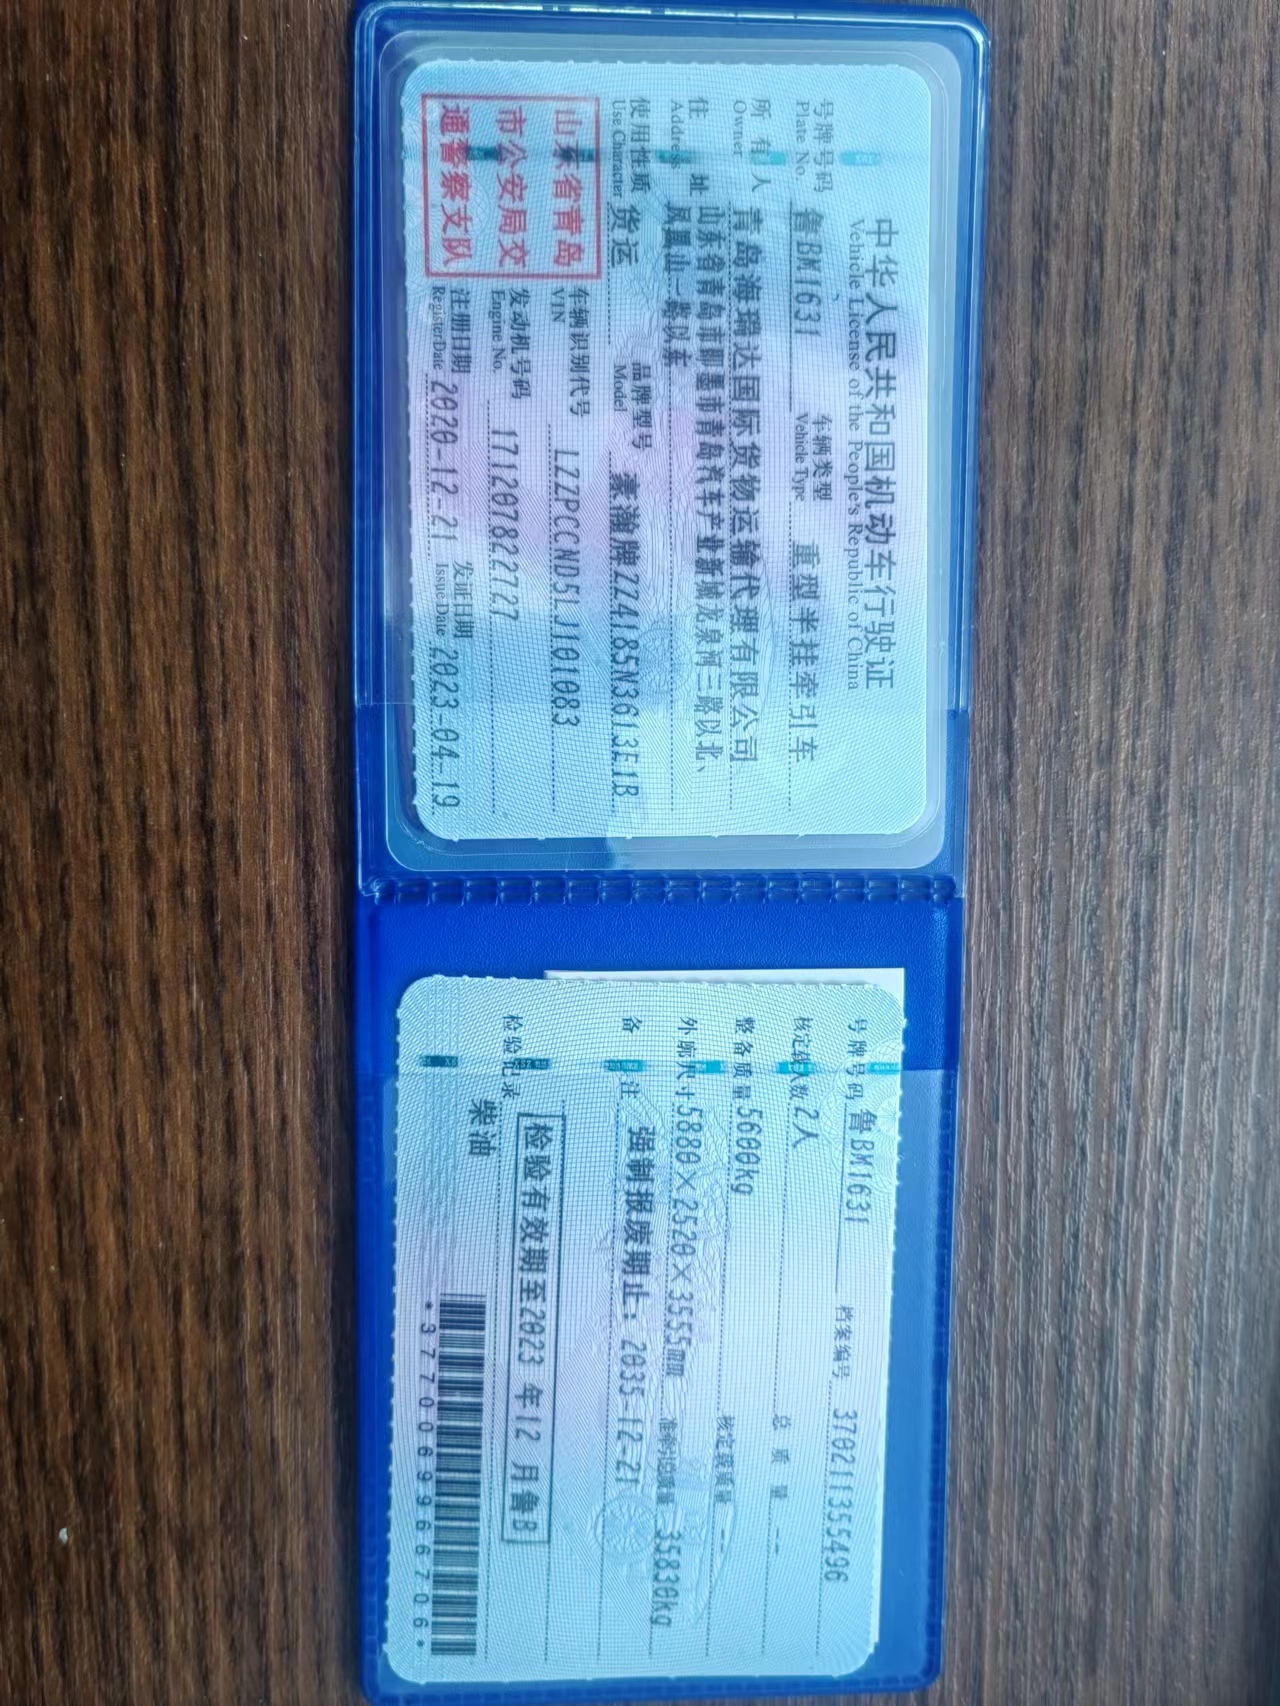 中华人民共和国机动车行驶证
Vehicle License of the People's Republic of China
号牌号码 鲁BM1631 车辆类型 重型半挂牵引车
Plate No. Vehicle Type
所有人 青岛海瑞达国际货物运输代理有限公司
Owner
住址 山东省青岛市即墨市青岛汽车产业新城龙泉河三路以北、
Address 凤凰山一路以东
使用性质 货运 品牌型号 豪瀚牌ZZ4185N3613E1B
Use Character Model
山东省青岛
市公安局交
通警察支队
车辆识别代号 LZZPCCND5LJ101083
VIN
发动机号码 171207822727
Engine No.
注册日期 2020-12-21 发证日期 2023-04-19
Register Date Issue Date
号牌号码 鲁BM1631 档案编号 370211355496
核定载人数 2人 总质量 --
整备质量 5600kg 核定载质量 --
外廓尺寸 5880×2520×3555mm 准牵引总质量 35830kg
备注 强制报废期止：2035-12-21
检验有效期至2023年12月鲁B
检验记录
柴油
*3770069966706*